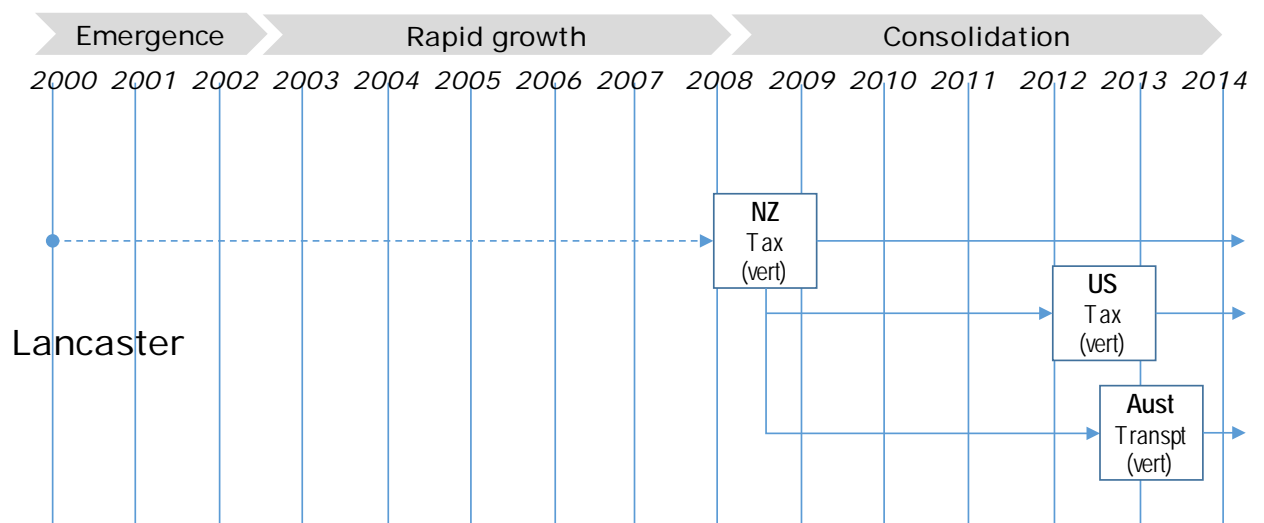 Emergence Rapid growth Consolidation
2000 2001 2002 2003 2004 2005 2006 2007 2008 2009 2010 2011 2012 2013 2014
NZ
Tax
(vert)
US
Tax
(vert)
Lancaster
Aust
Transpt
(vert)